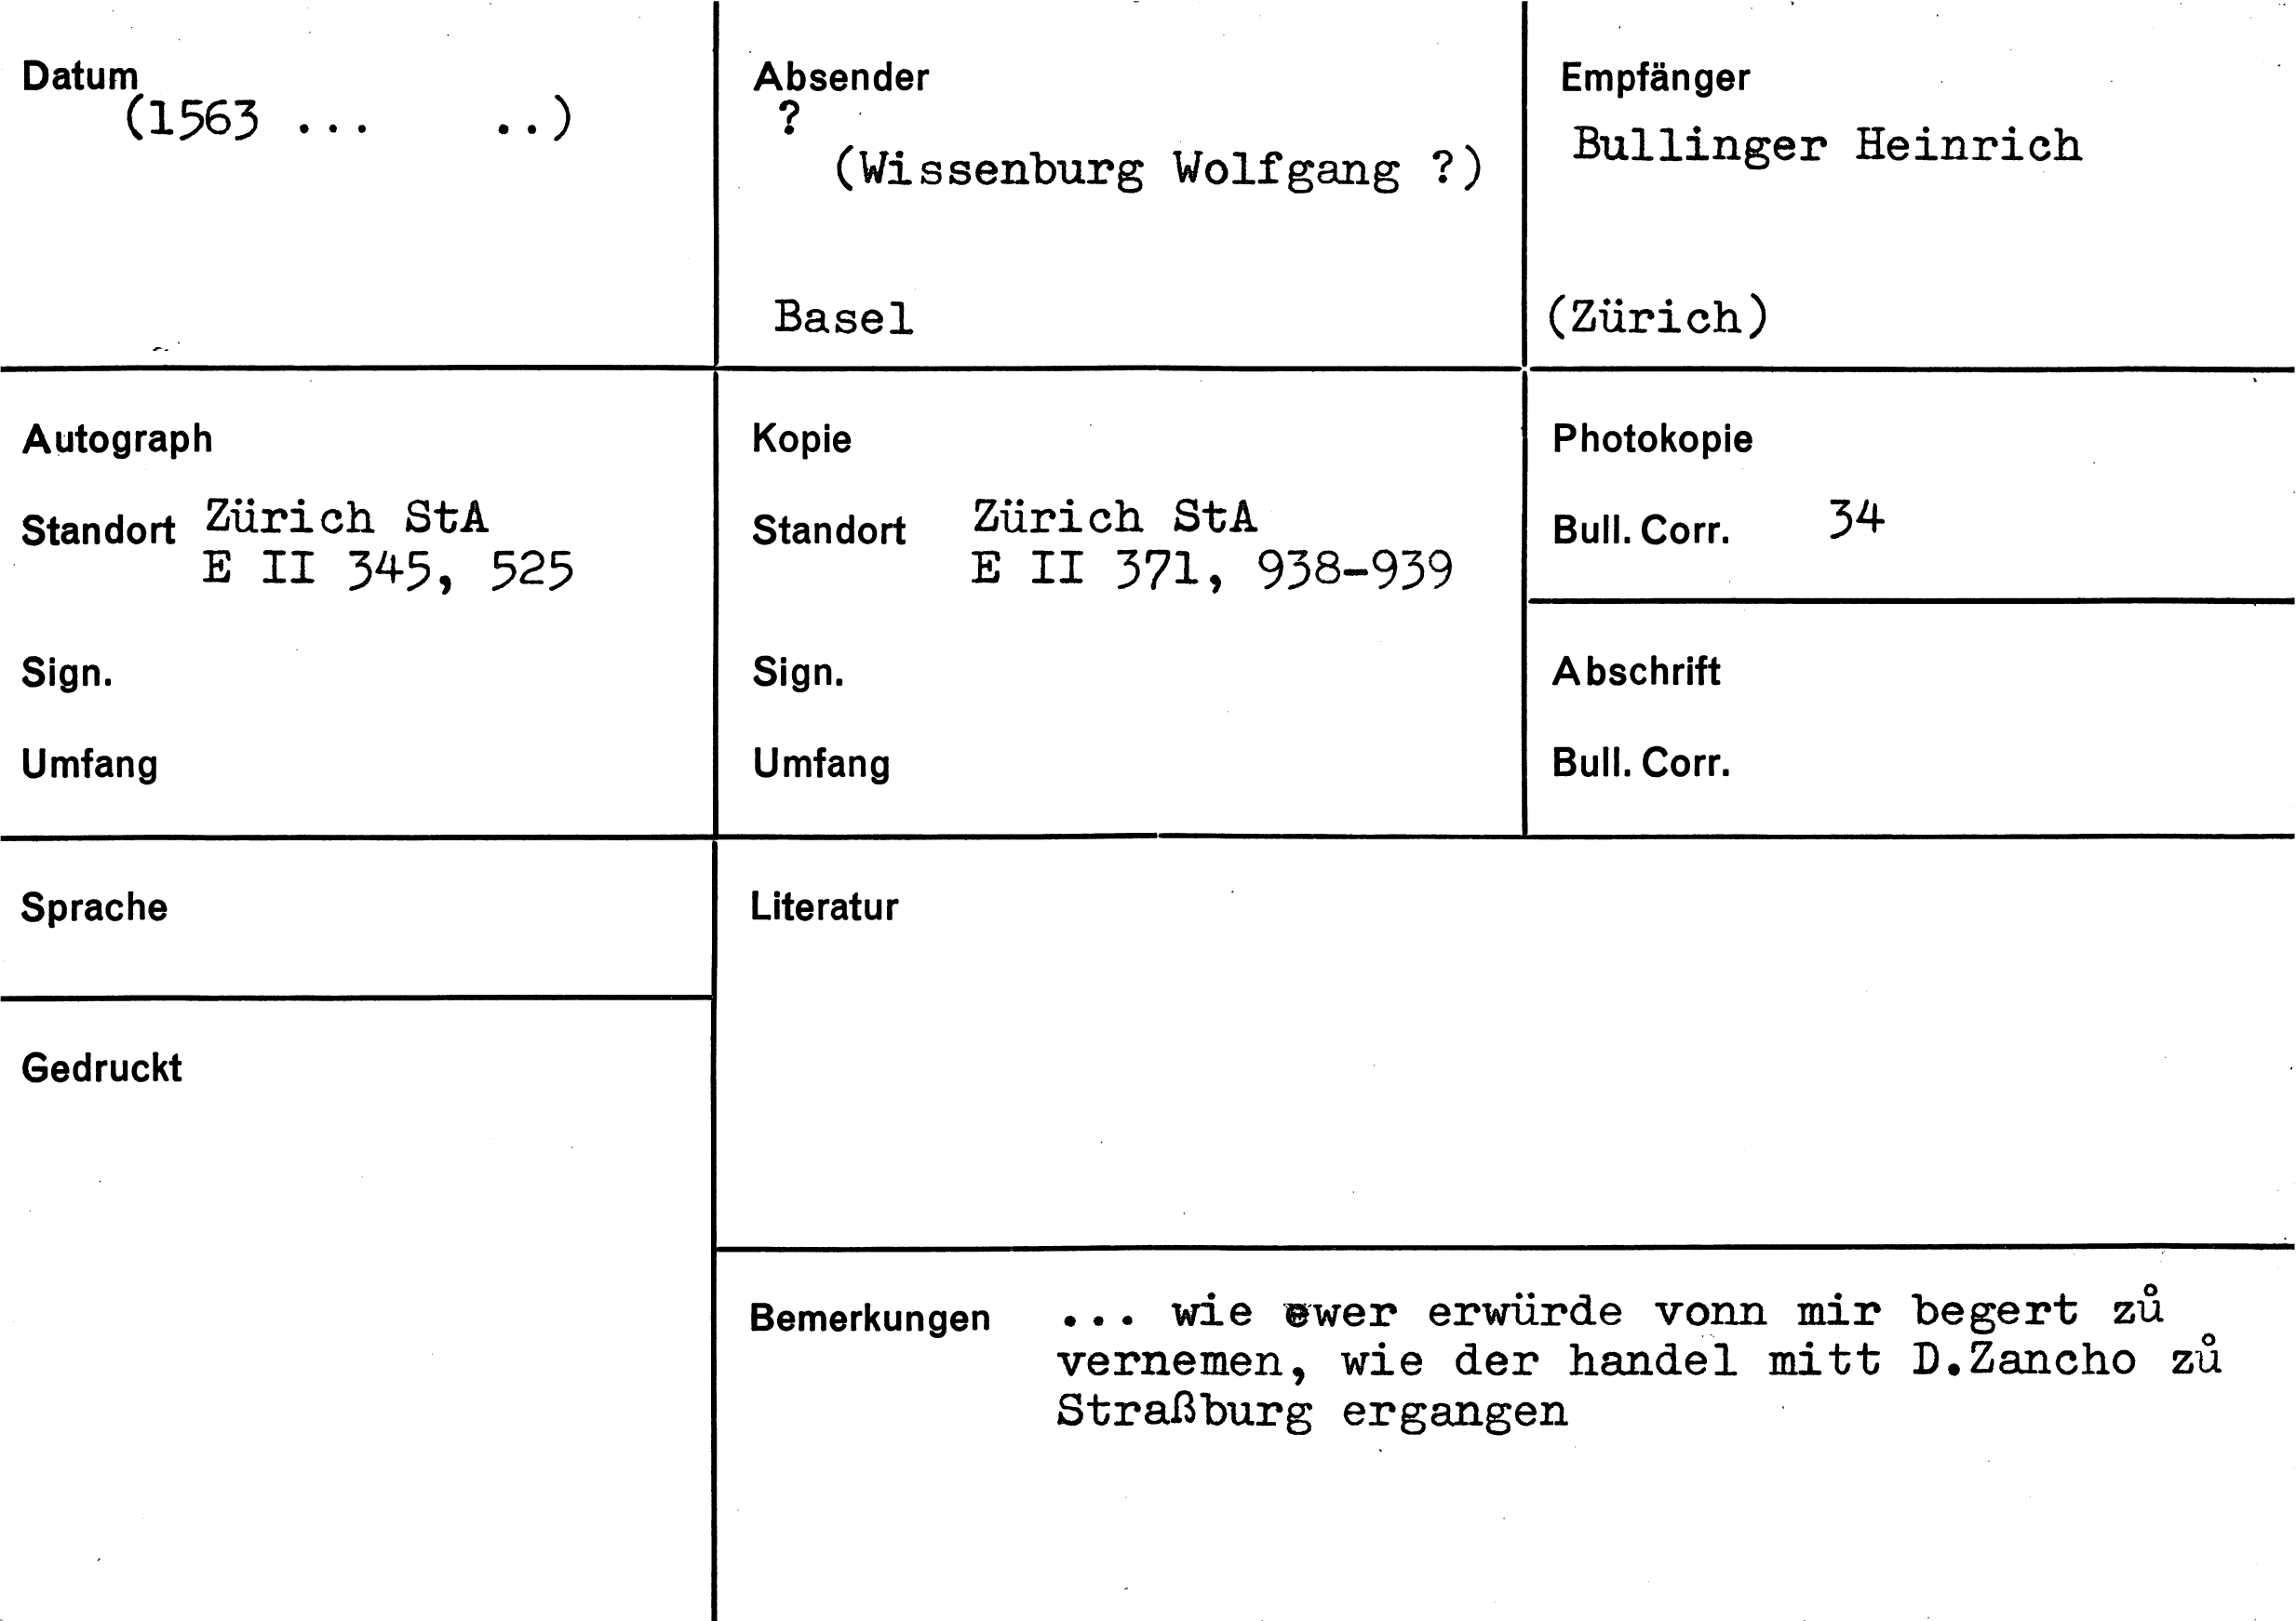 Datum
(1563 ... ..)
Absender
?
(Wissenburg Wolfgang ?)
Basel
Empfänger
Bullinger Heinrich
(Zürich)
Autograph
Standort Zürich StA
E II 345, 525
Sign.
Umfang
Kopie
Standort Zürich StA
E II 371, 938-939
Sign.
Umfang
Photokopie
Bull. Corr. 34
Abschrift
Bull. Corr.
Sprache
Gedruckt
Literatur
Bemerkungen ... wie ewer erwürde vonn mir begert zů
vernemen, wie der handel mitt D.Zancho zů
Straßburg ergangen